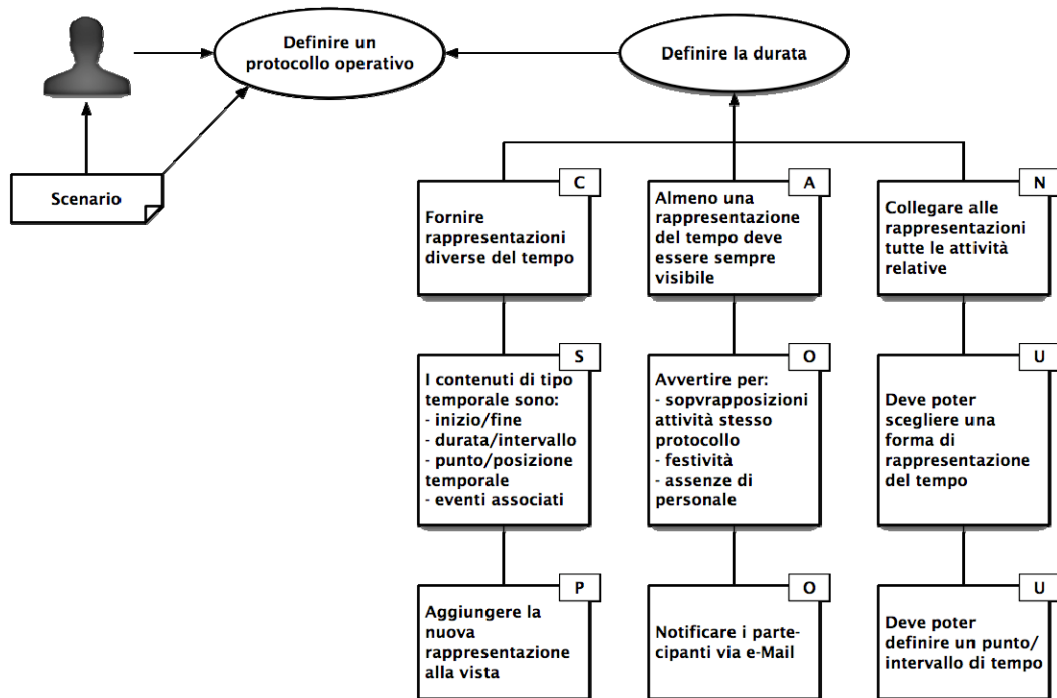 Definire un
protocollo operativo
Definire la durata
Scenario
C
Fornire
rappresentazioni
diverse del tempo
A
Almeno una
rappresentazione
del tempo deve
essere sempre
visibile
N
Collegare alle
rappresentazioni
tutte le attività
relative
S
I contenuti di tipo
temporale sono:
- inizio/fine
- durata/intervallo
- punto/posizione
temporale
- eventi associati
O
Avvertire per:
- sopvrapposizioni
attività stesso
protocollo
- festività
- assenze di
personale
U
Deve poter
scegliere una
forma di
rappresentazione
del tempo
P
Aggiungere la
nuova
rappresentazione
alla vista
O
Notificare i parte-
cipanti via e-Mail
U
Deve poter
definire un punto/
intervallo di tempo